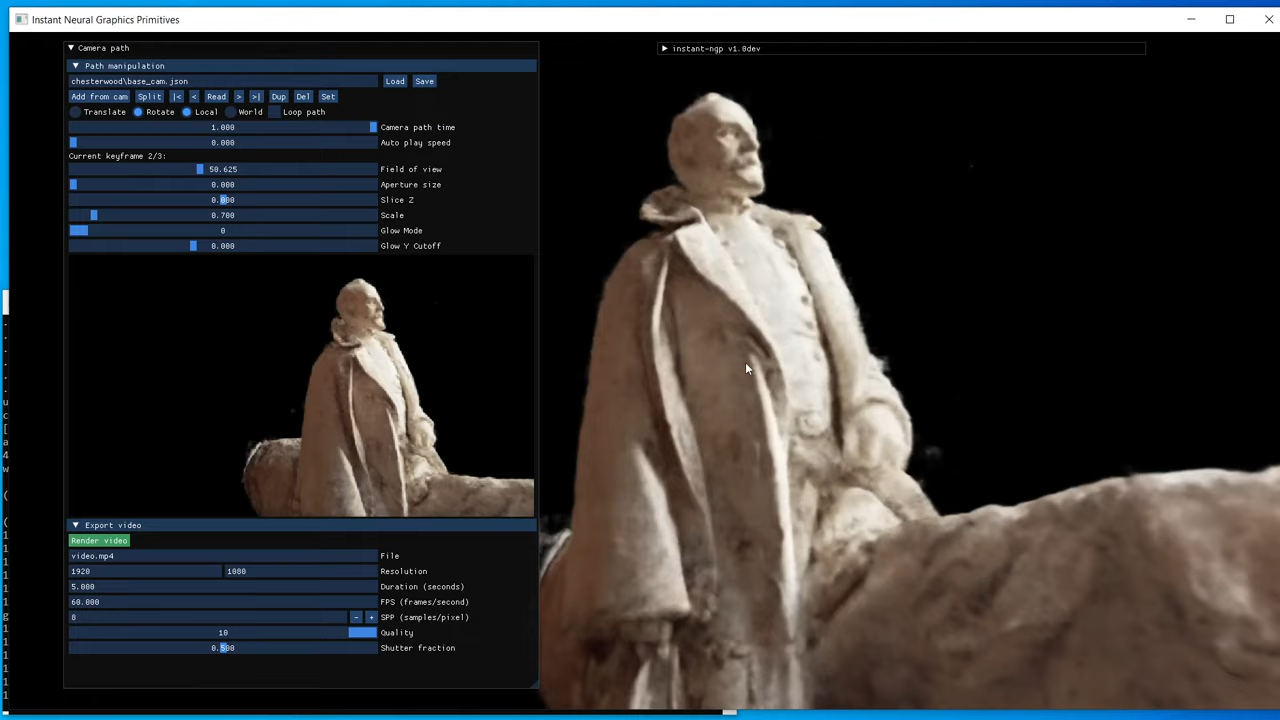 Instant Neural Graphics Primitives
Camera path
instant-ngp v1.0dev
Path manipulation
chesterwood\base_cam.json Load Save
Add from cam Split |< < Read > >| Dup Del Set
Translate Rotate Local World Loop path
1.000 Camera path time
0.000 Auto play speed
Current keyframe 2/3:
50.625 Field of view
0.000 Aperture size
0.000 Slice Z
0.700 Scale
0 Glow Mode
0.000 Glow Y Cutoff
Export video
Render video
video.mp4 File
1920 1080 Resolution
5.000 Duration (seconds)
60.000 FPS (frames/second)
8 - + SPP (samples/pixel)
10 Quality
0.500 Shutter fraction